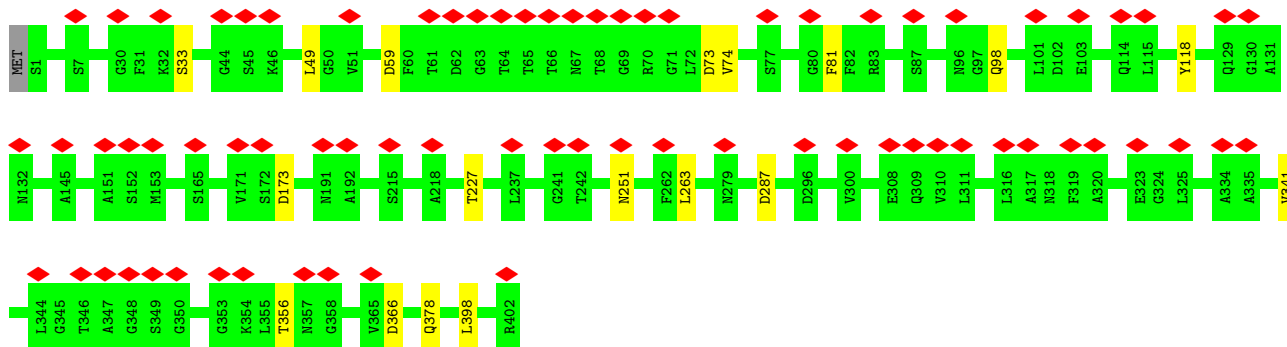 MET S1 S7 G30 F31 K32 S33 G44 S45 K46 L49 G50 V51 D59 F60 T61 D62 G63 T64 T65 T66 N67 T68 G69 R70 G71 L72 D73 V74 S77 G80 F81 F82 R83 S87 N96 G97 Q98 L101 D102 E103 Q114 L115 Y118 Q129 G130 A131
N132 A145 A151 S152 M153 S165 V171 S172 D173 N191 A192 S215 A218 T227 L237 G241 T242 N251 F262 L263 N279 D287 D296 V300 E308 Q309 V310 L311 L316 A317 N318 F319 A320 E323 G324 L325 A334 A335 V341
L344 G345 T346 A347 G348 S349 G350 G353 K354 L355 T356 N357 G358 V365 D366 Q378 L398 R402